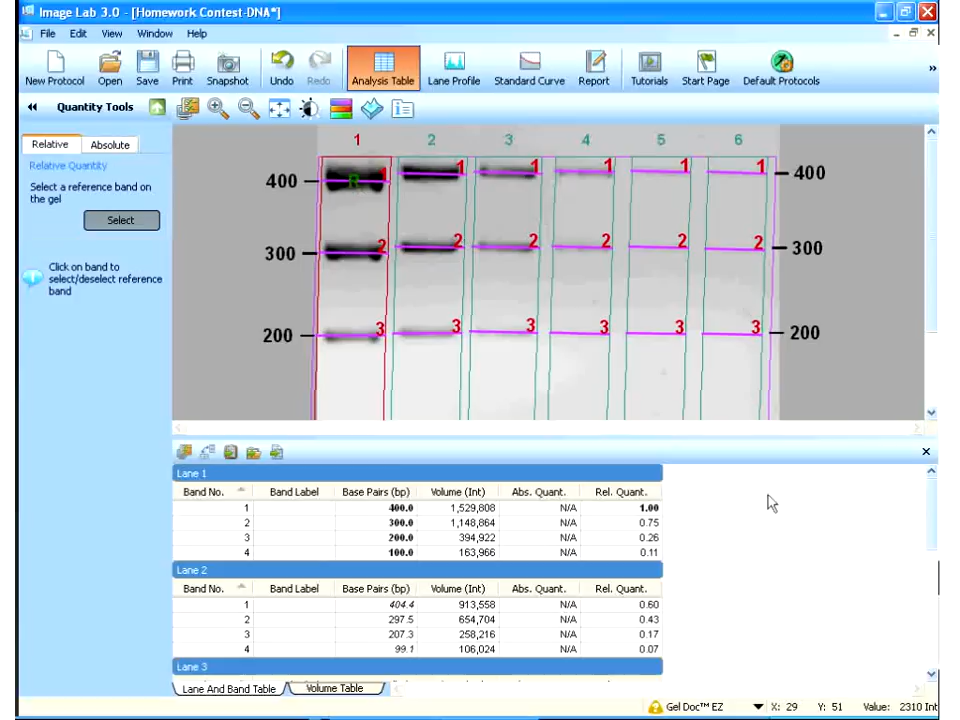 Image Lab 3.0 - [Homework Contest-DNA*]
File Edit View Window Help
New Protocol Open Save Print Snapshot Undo Redo Analysis Table Lane Profile Standard Curve Report Tutorials Start Page Default Protocols
Quantity Tools
Relative Absolute
Relative Quantity
Select a reference band on
the gel
Select
Click on band to
select/deselect reference
band
1 2 3 4 5 6
400 R 1 1 1 1 1 1 400
300 2 2 2 2 2 2 300
200 3 3 3 3 3 3 200
Lane 1
Band No. Band Label Base Pairs (bp) Volume (Int) Abs. Quant. Rel. Quant.
1 400.0 1,529,808 N/A 1.00
2 300.0 1,148,864 N/A 0.75
3 200.0 394,922 N/A 0.26
4 100.0 163,966 N/A 0.11
Lane 2
Band No. Band Label Base Pairs (bp) Volume (Int) Abs. Quant. Rel. Quant.
1 404.4 913,558 N/A 0.60
2 297.5 654,704 N/A 0.43
3 207.3 258,216 N/A 0.17
4 99.1 106,024 N/A 0.07
Lane 3
Lane And Band Table Volume Table
Gel Doc™ EZ X: 29 Y: 51 Value: 2310 Int